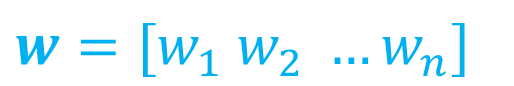 w = [w₁ w₂ ... wₙ]